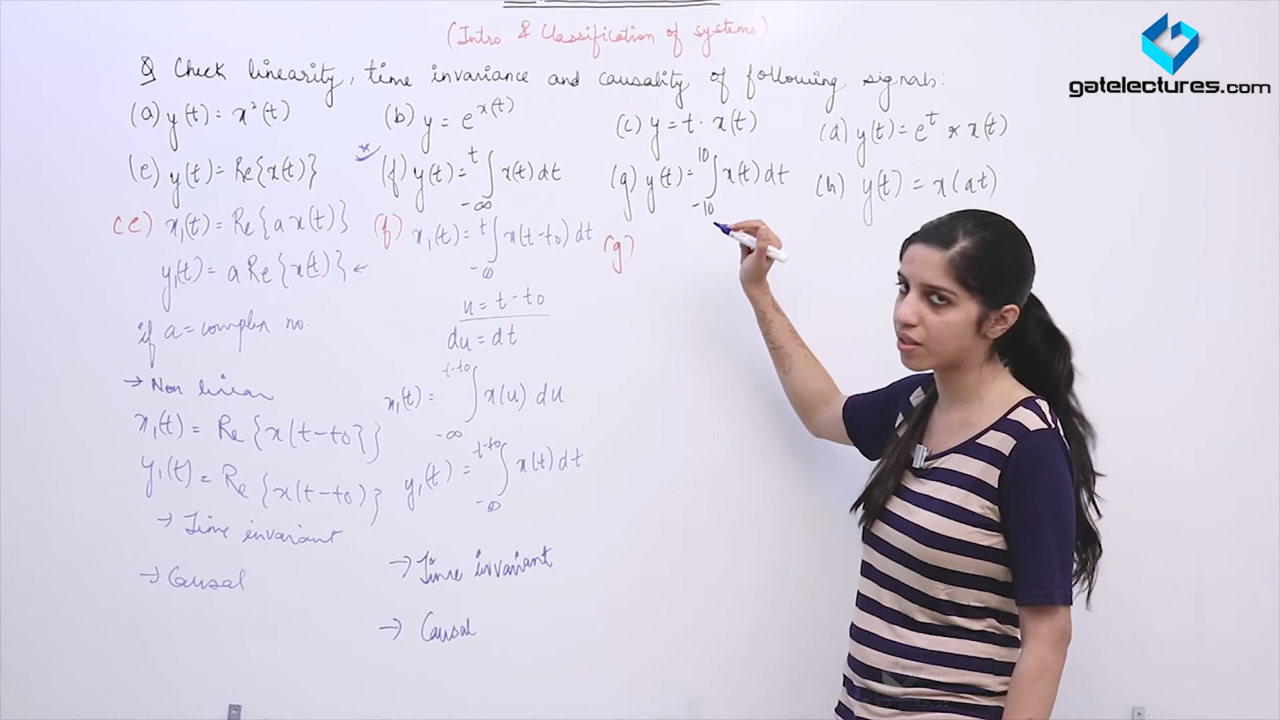 (Intro. & Classification of systems)
gatelectures.com
Q Check linearity, time invariance and causality of following signals:
(a) y(t) = x²(t) (b) y = e^x(t) (c) y = t · x(t) (d) y(t) = e^t * x(t)
(e) y(t) = Re{x(t)} (f) y(t) = ∫_{-∞}^{t} x(t) dt (g) y(t) = ∫_{-10}^{10} x(t) dt (h) y(t) = x(at)
(e) x₁(t) = Re{a x(t)}
y₁(t) = a Re{x(t)} ←
if a = complex no.
→ Non linear
x₁(t) = Re{x(t-t₀)}
y₁(t) = Re{x(t-t₀)}
→ Time invariant
→ Causal
(f) x₁(t) = ∫_{-∞}^{t} x(t-t₀) dt
u = t-t₀
du = dt
x₁(t) = ∫_{-∞}^{t-t₀} x(u) du
y₁(t) = ∫_{-∞}^{t-t₀} x(t) dt
→ Time invariant
→ Causal
(g)